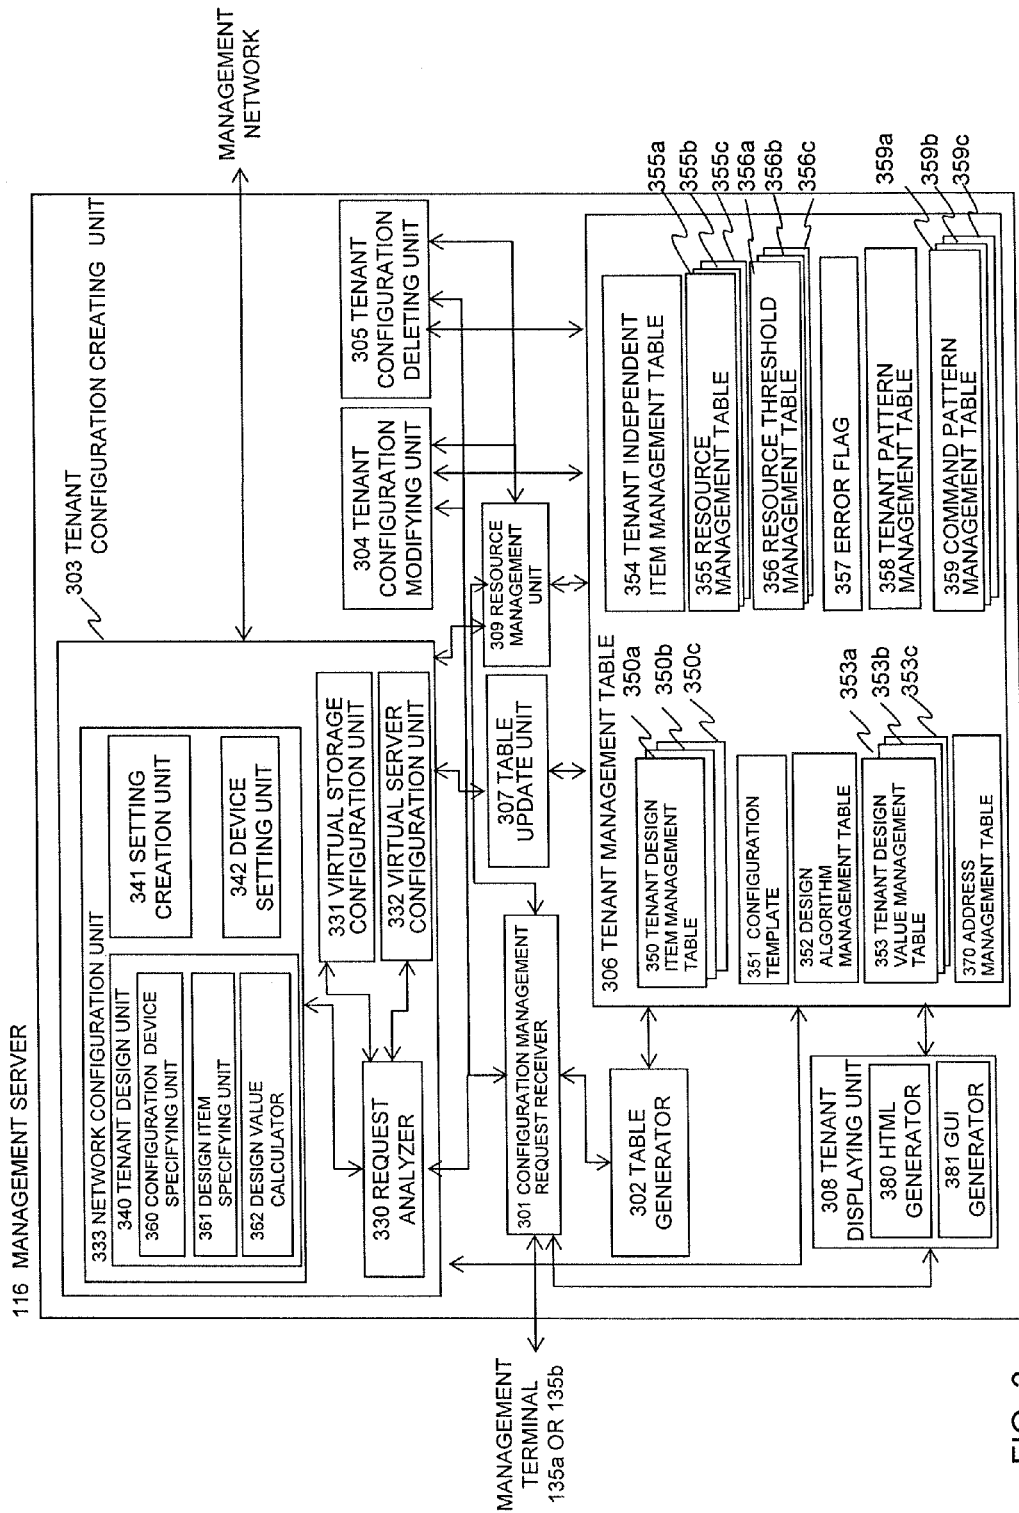 116 MANAGEMENT SERVER
303 TENANT
CONFIGURATION CREATING UNIT
MANAGEMENT
NETWORK
333 NETWORK CONFIGURATION UNIT
340 TENANT DESIGN UNIT
360 CONFIGURATION DEVICE
SPECIFYING UNIT
361 DESIGN ITEM
SPECIFYING UNIT
362 DESIGN VALUE
CALCULATOR
341 SETTING
CREATION UNIT
342 DEVICE
SETTING UNIT
330 REQUEST
ANALYZER
331 VIRTUAL STORAGE
CONFIGURATION UNIT
332 VIRTUAL SERVER
CONFIGURATION UNIT
304 TENANT
CONFIGURATION
MODIFYING UNIT
305 TENANT
CONFIGURATION
DELETING UNIT
MANAGEMENT
TERMINAL
135a OR 135b
301 CONFIGURATION MANAGEMENT
REQUEST RECEIVER
307 TABLE
UPDATE UNIT
309 RESOURCE
MANAGEMENT
UNIT
302 TABLE
GENERATOR
308 TENANT
DISPLAYING UNIT
380 HTML
GENERATOR
381 GUI
GENERATOR
306 TENANT MANAGEMENT TABLE
350 TENANT DESIGN
ITEM MANAGEMENT
TABLE
350a
350b
350c
351 CONFIGURATION
TEMPLATE
352 DESIGN
ALGORITHM
MANAGEMENT TABLE
353 TENANT DESIGN
VALUE MANAGEMENT
TABLE
353a
353b
353c
370 ADDRESS
MANAGEMENT TABLE
354 TENANT INDEPENDENT
ITEM MANAGEMENT TABLE
355 RESOURCE
MANAGEMENT TABLE
355a
355b
355c
356 RESOURCE THRESHOLD
MANAGEMENT TABLE
356a
356b
356c
357 ERROR FLAG
358 TENANT PATTERN
MANAGEMENT TABLE
359 COMMAND PATTERN
MANAGEMENT TABLE
359a
359b
359c